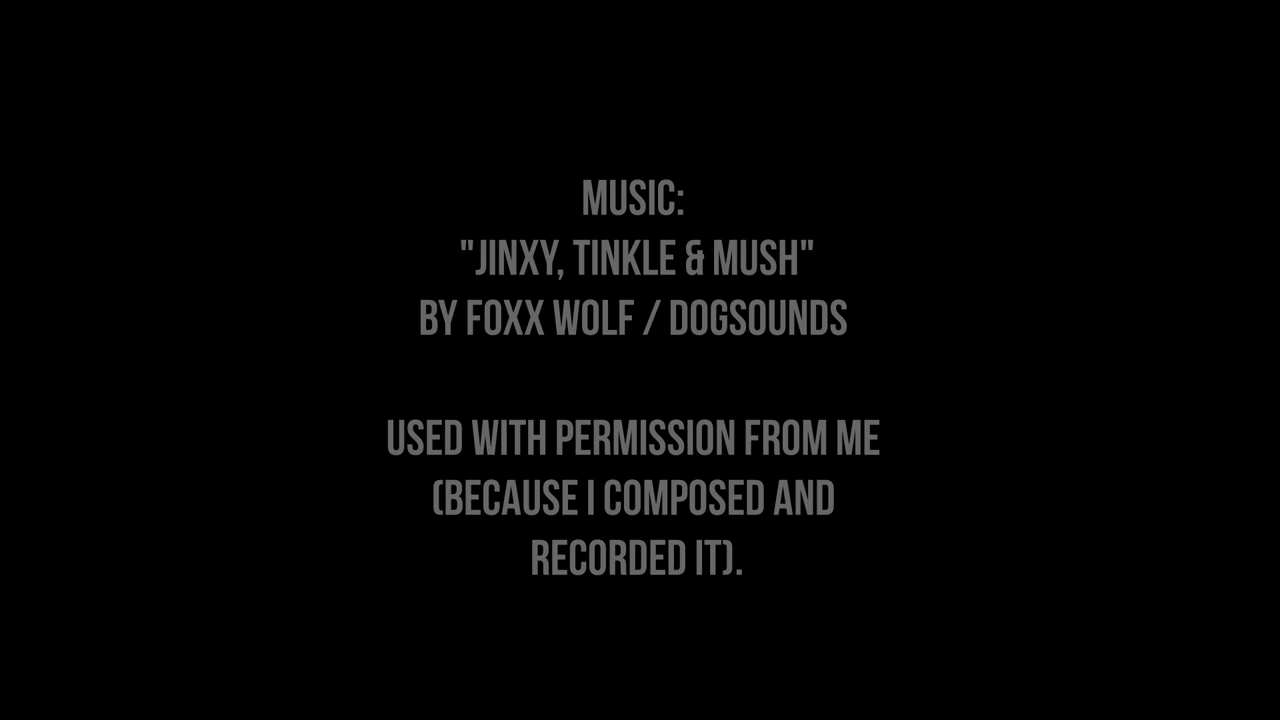 MUSIC:
"JINXY, TINKLE & MUSH"
BY FOXX WOLF / DOGSOUNDS
USED WITH PERMISSION FROM ME
(BECAUSE I COMPOSED AND
RECORDED IT).